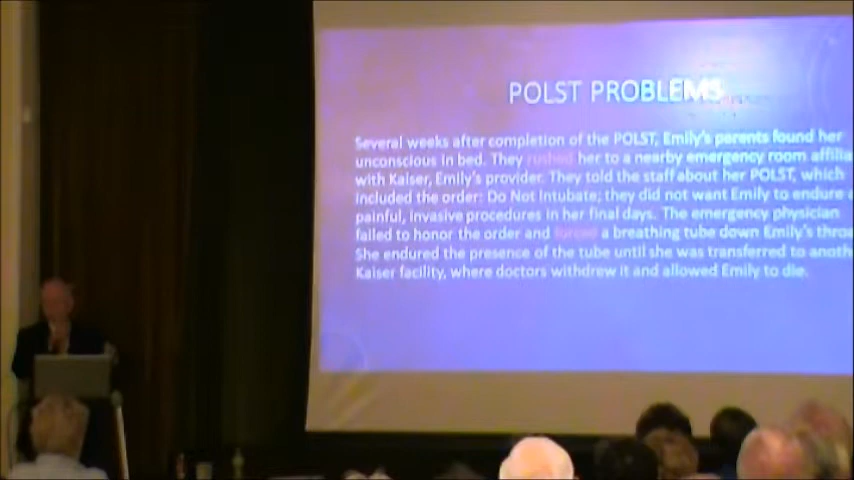 POLST PROBLEMS
Several weeks after completion of the POLST, Emily's parents found her
unconscious in bed. They rushed her to a nearby emergency room affilia
with Kaiser, Emily's provider. They told the staff about her POLST, which
included the order: Do Not Intubate; they did not want Emily to endure a
painful, invasive procedures in her final days. The emergency physician
failed to honor the order and forced a breathing tube down Emily's throa
She endured the presence of the tube until she was transferred to anoth
Kaiser facility, where doctors withdrew it and allowed Emily to die.